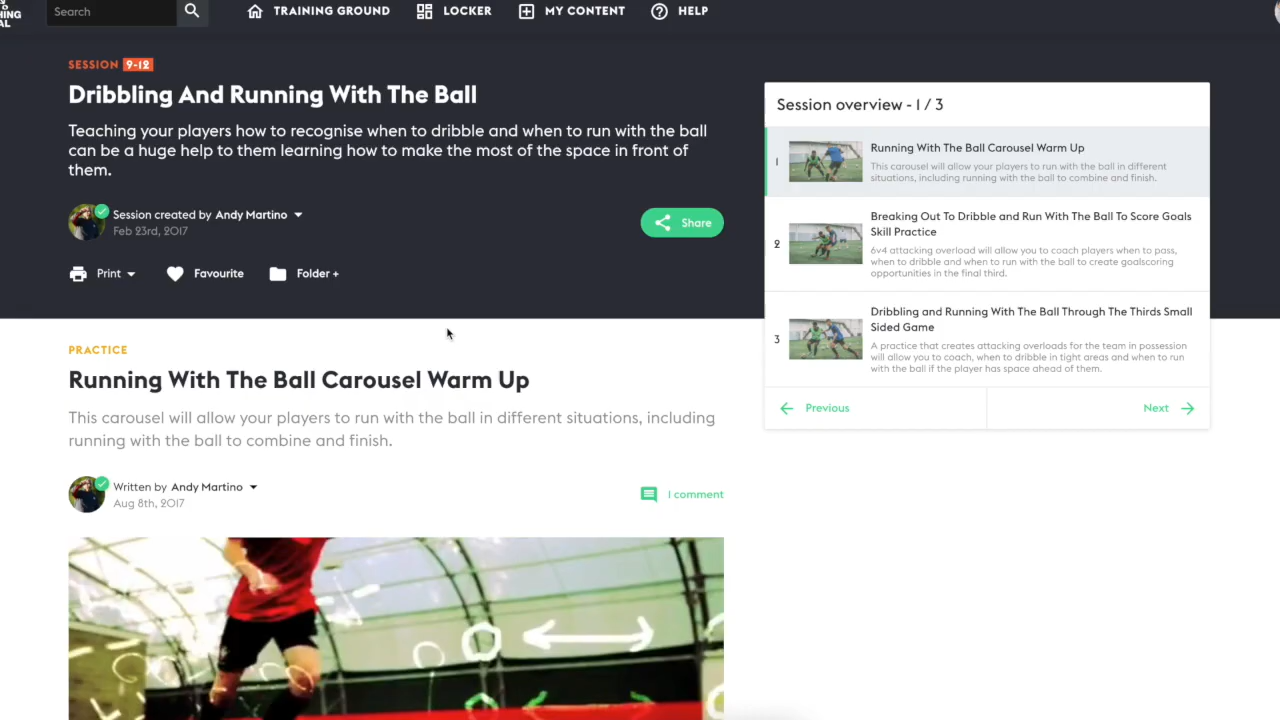 Search
TRAINING GROUND
LOCKER
MY CONTENT
HELP
SESSION 9-12
Dribbling And Running With The Ball
Teaching your players how to recognise when to dribble and when to run with the ball
can be a huge help to them learning how to make the most of the space in front of
them.
Session created by Andy Martino
Feb 23rd, 2017
Share
Print
Favourite
Folder +
Session overview - 1 / 3
1
Running With The Ball Carousel Warm Up
This carousel will allow your players to run with the ball in different
situations, including running with the ball to combine and finish.
2
Breaking Out To Dribble and Run With The Ball To Score Goals
Skill Practice
6v4 attacking overload will allow you to coach players when to pass,
when to dribble and when to run with the ball to create goalscoring
opportunities in the final third.
3
Dribbling and Running With The Ball Through The Thirds Small
Sided Game
A practice that creates attacking overloads for the team in possession
will allow you to coach, when to dribble in tight areas and when to run
with the ball if the player has space ahead of them.
Previous
Next
PRACTICE
Running With The Ball Carousel Warm Up
This carousel will allow your players to run with the ball in different situations, including
running with the ball to combine and finish.
Written by Andy Martino
Aug 8th, 2017
1 comment